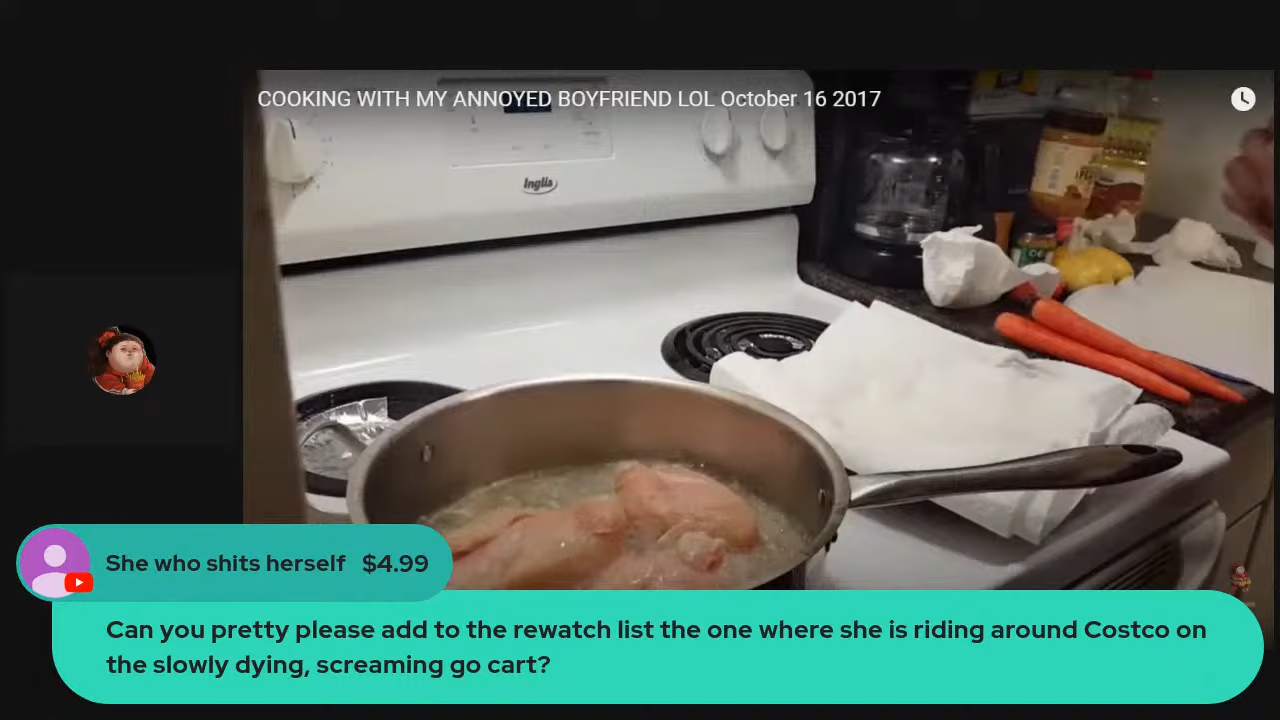 COOKING WITH MY ANNOYED BOYFRIEND LOL October 16 2017
Inglis
She who shits herself $4.99
Can you pretty please add to the rewatch list the one where she is riding around Costco on
the slowly dying, screaming go cart?